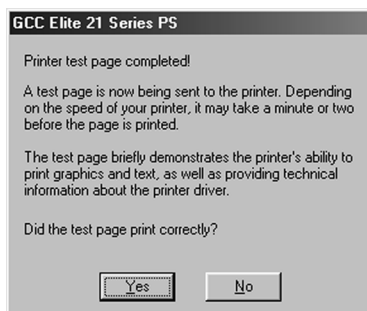 GCC Elite 21 Series PS
Printer test page completed!
A test page is now being sent to the printer. Depending
on the speed of your printer, it may take a minute or two
before the page is printed.
The test page briefly demonstrates the printer's ability to
print graphics and text, as well as providing technical
information about the printer driver.
Did the test page print correctly?
Yes No